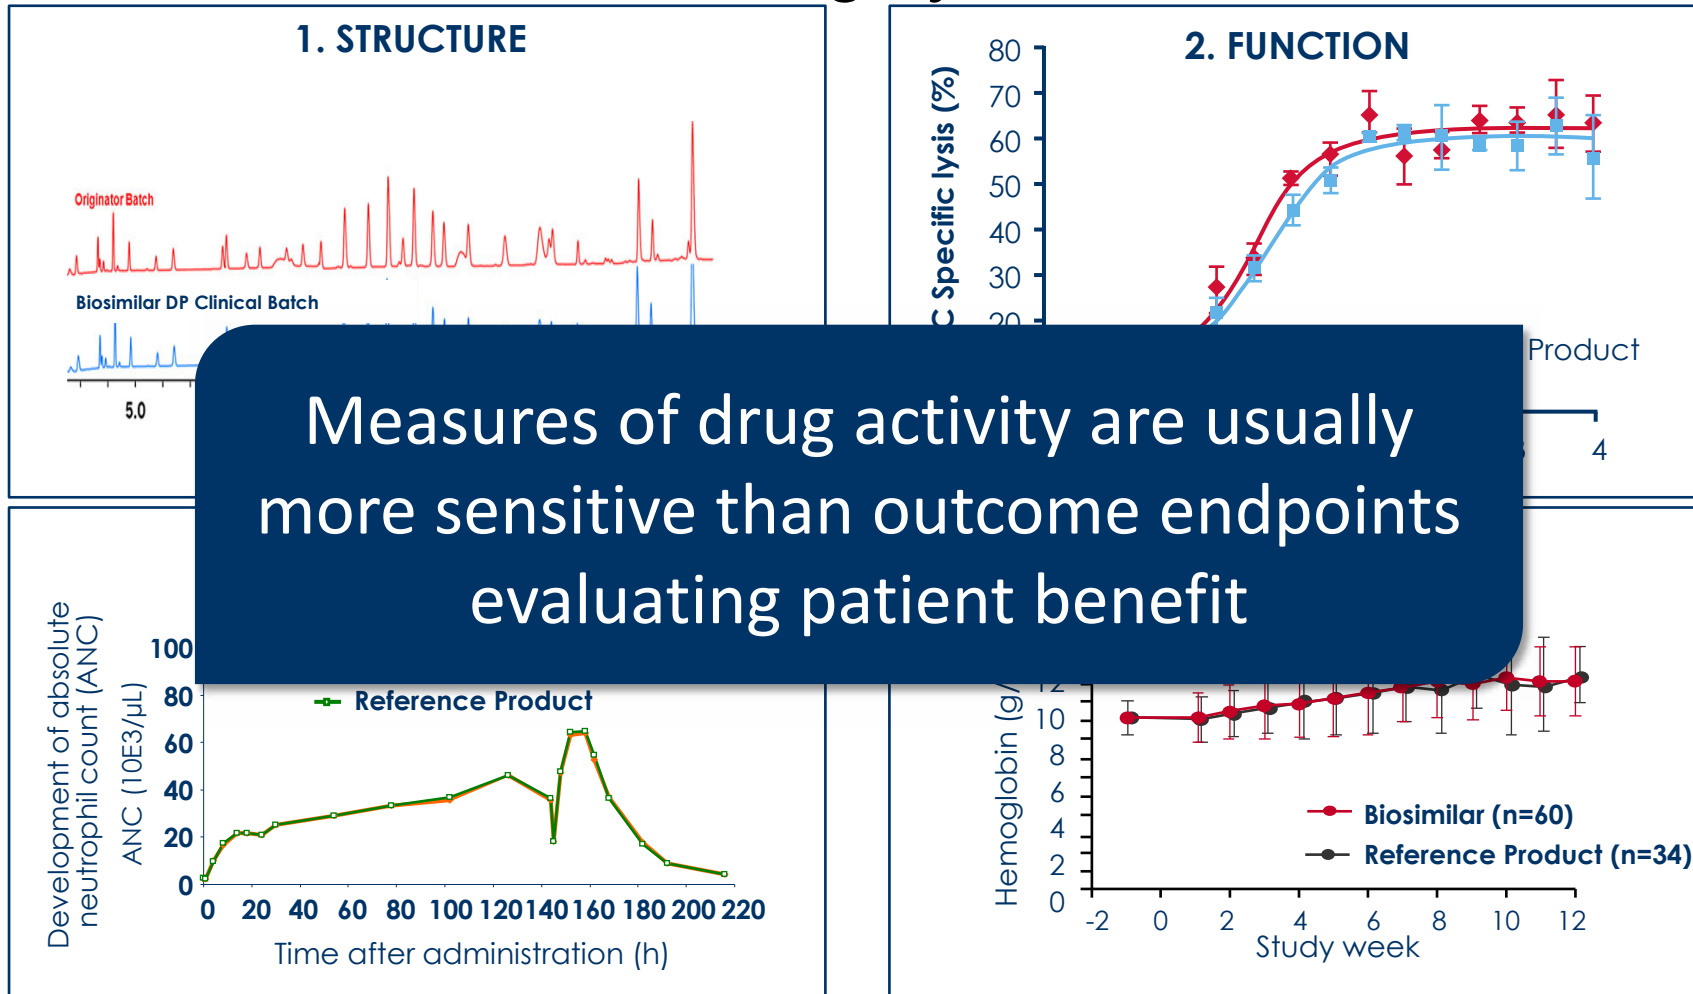 1. STRUCTURE
Originator Batch
Biosimilar DP Clinical Batch
5.0
2. FUNCTION
C Specific lysis (%)
80
70
60
50
40
30
20
Product
4
Measures of drug activity are usually
more sensitive than outcome endpoints
evaluating patient benefit
Development of absolute
neutrophil count (ANC)
ANC (10E3/µL)
100
80
60
40
20
0
Reference Product
0 20 40 60 80 100 120 140 160 180 200 220
Time after administration (h)
Hemoglobin (g/
12
10
8
6
4
2
0
Biosimilar (n=60)
Reference Product (n=34)
-2 0 2 4 6 8 10 12
Study week